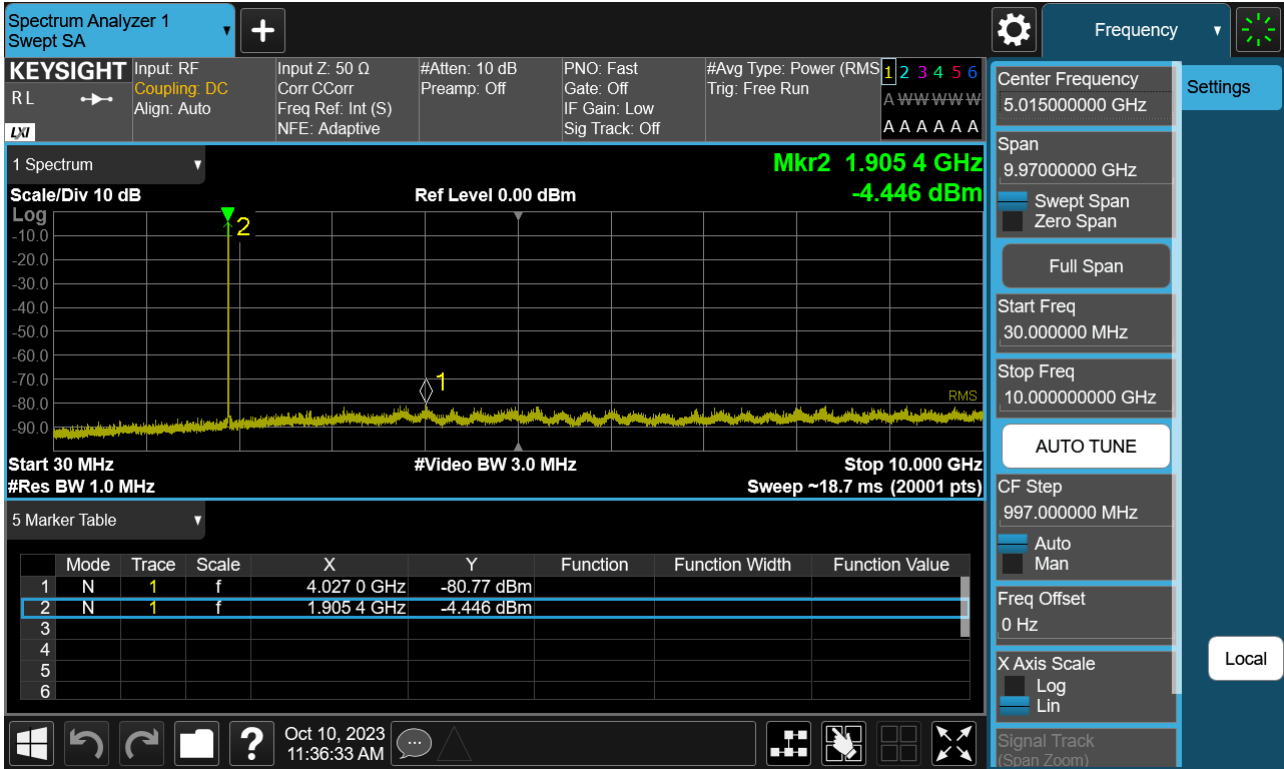 Spectrum Analyzer 1
Swept SA
Frequency
KEYSIGHT
R L
LXI
Input: RF
Coupling: DC
Align: Auto
Input Z: 50 Ω
Corr CCorr
Freq Ref: Int (S)
NFE: Adaptive
#Atten: 10 dB
Preamp: Off
PNO: Fast
Gate: Off
IF Gain: Low
Sig Track: Off
#Avg Type: Power (RMS
Trig: Free Run
1 2 3 4 5 6
A W W W W W
A A A A A A
1 Spectrum
Mkr2 1.905 4 GHz
-4.446 dBm
Scale/Div 10 dB
Ref Level 0.00 dBm
Log
-10.0
-20.0
-30.0
-40.0
-50.0
-60.0
-70.0
-80.0
-90.0
2
1
RMS
Start 30 MHz
#Video BW 3.0 MHz
Stop 10.000 GHz
#Res BW 1.0 MHz
Sweep ~18.7 ms (20001 pts)
5 Marker Table
Mode Trace Scale X Y Function Function Width Function Value
1 N 1 f 4.027 0 GHz -80.77 dBm
2 N 1 f 1.905 4 GHz -4.446 dBm
3
4
5
6
?
Oct 10, 2023
11:36:33 AM
Center Frequency
5.015000000 GHz
Span
9.97000000 GHz
Swept Span
Zero Span
Full Span
Start Freq
30.000000 MHz
Stop Freq
10.000000000 GHz
AUTO TUNE
CF Step
997.000000 MHz
Auto
Man
Freq Offset
0 Hz
X Axis Scale
Log
Lin
Signal Track
(Span Zoom)
Settings
Local